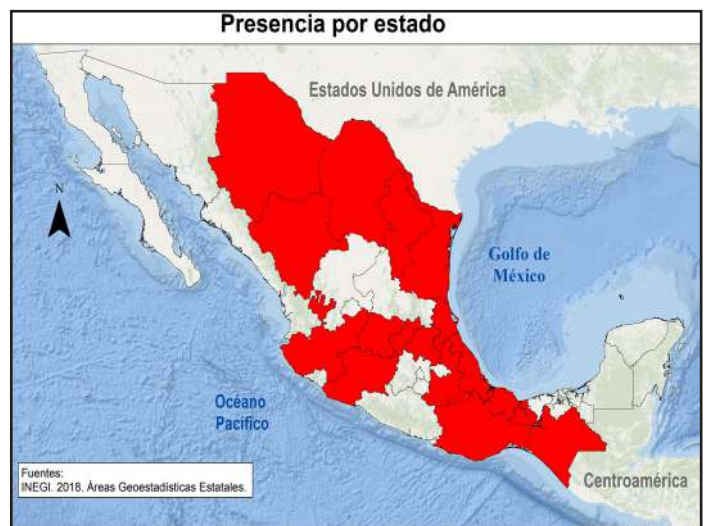 Presencia por estado
Estados Unidos de América
N
Golfo de
México
Océano
Pacífico
Fuentes:
INEGI. 2018. Áreas Geoestadísticas Estatales.
Centroamérica